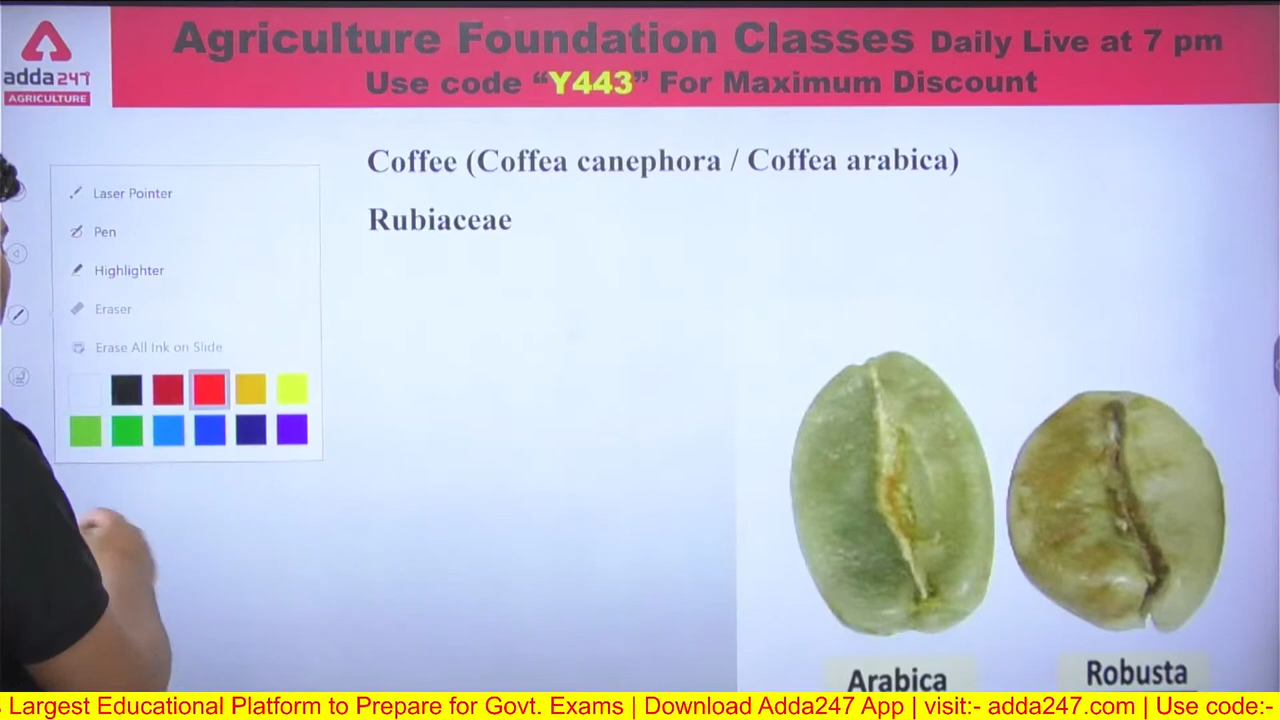 Agriculture Foundation Classes Daily Live at 7 pm
Use code “Y443” For Maximum Discount
adda247
AGRICULTURE
Coffee (Coffea canephora / Coffea arabica)
Rubiaceae
Laser Pointer
Pen
Highlighter
Eraser
Erase All Ink on Slide
Arabica
Robusta
Largest Educational Platform to Prepare for Govt. Exams | Download Adda247 App | visit:- adda247.com | Use code:-